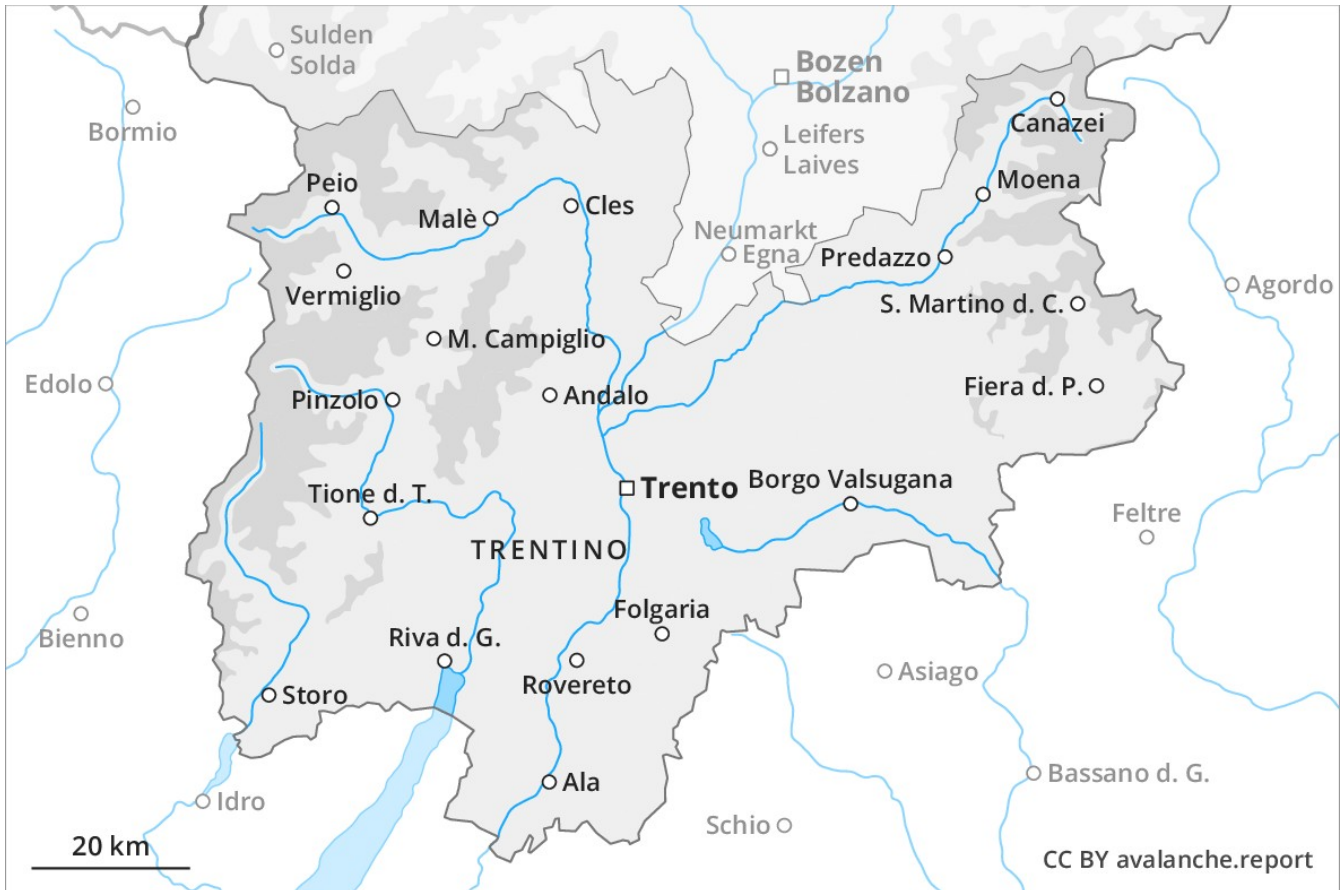 Sulden
Solda
Bozen
Bolzano
Bormio
Canazei
Leifers
Laives
Peio
Moena
Malè
Cles
Neumarkt
Egna
Predazzo
Vermiglio
Agordo
S. Martino d. C.
M. Campiglio
Edolo
Pinzolo
Andalo
Fiera d. P.
Tione d. T.
Trento
Borgo Valsugana
Feltre
TRENTINO
Folgaria
Bienno
Riva d. G.
Asiago
Rovereto
Storo
Idro
Ala
Bassano d. G.
Schio
20 km
CC BY avalanche.report